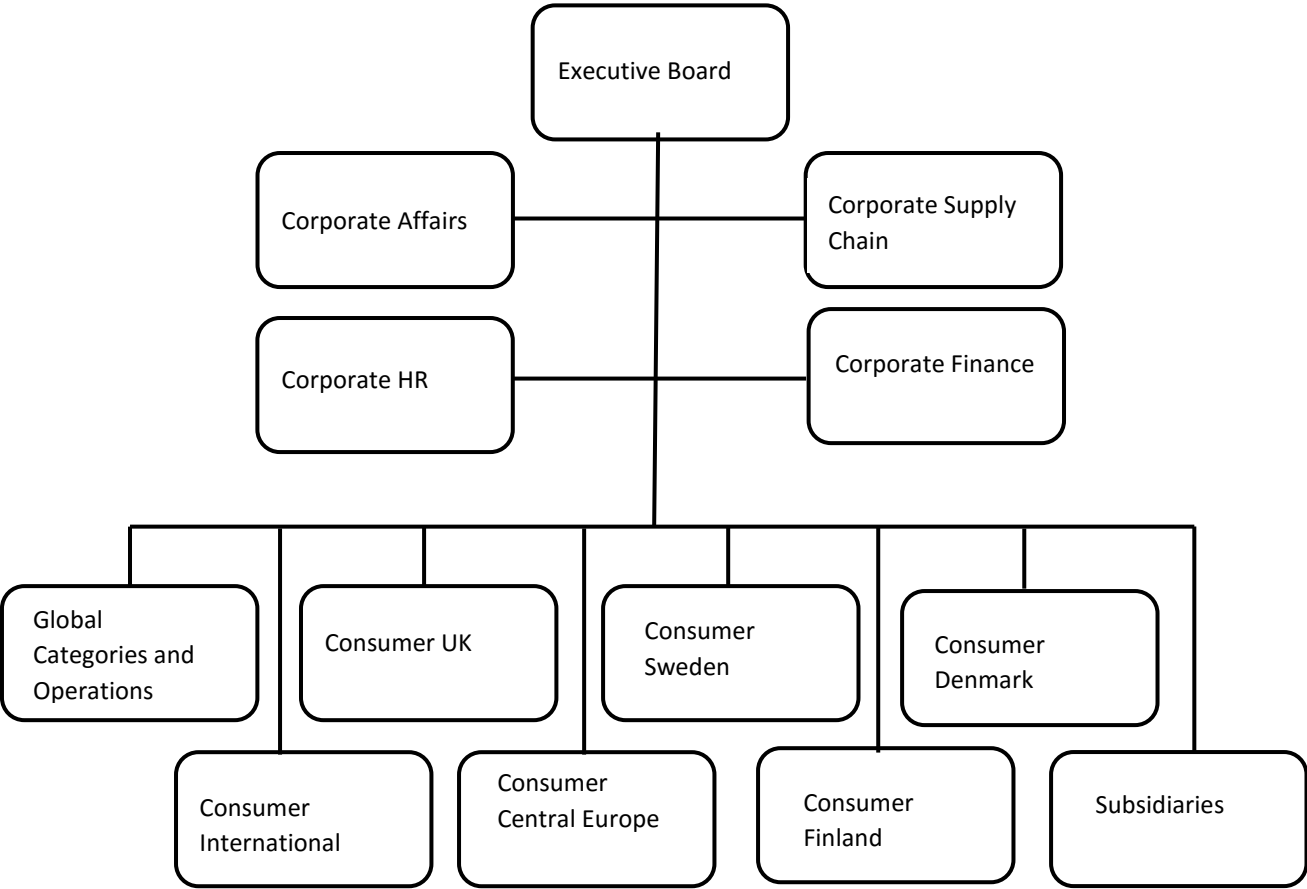 Executive Board
Corporate Affairs
Corporate Supply
Chain
Corporate HR
Corporate Finance
Global
Categories and
Operations
Consumer UK
Consumer
Sweden
Consumer
Denmark
Consumer
International
Consumer
Central Europe
Consumer
Finland
Subsidiaries